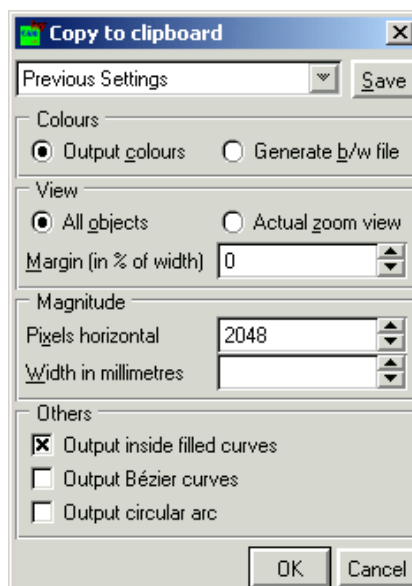 Copy to clipboard
Previous Settings Save
Colours
Output colours Generate b/w file
View
All objects Actual zoom view
Margin (in % of width) 0
Magnitude
Pixels horizontal 2048
Width in millimetres
Others
Output inside filled curves
Output Bézier curves
Output circular arc
OK Cancel